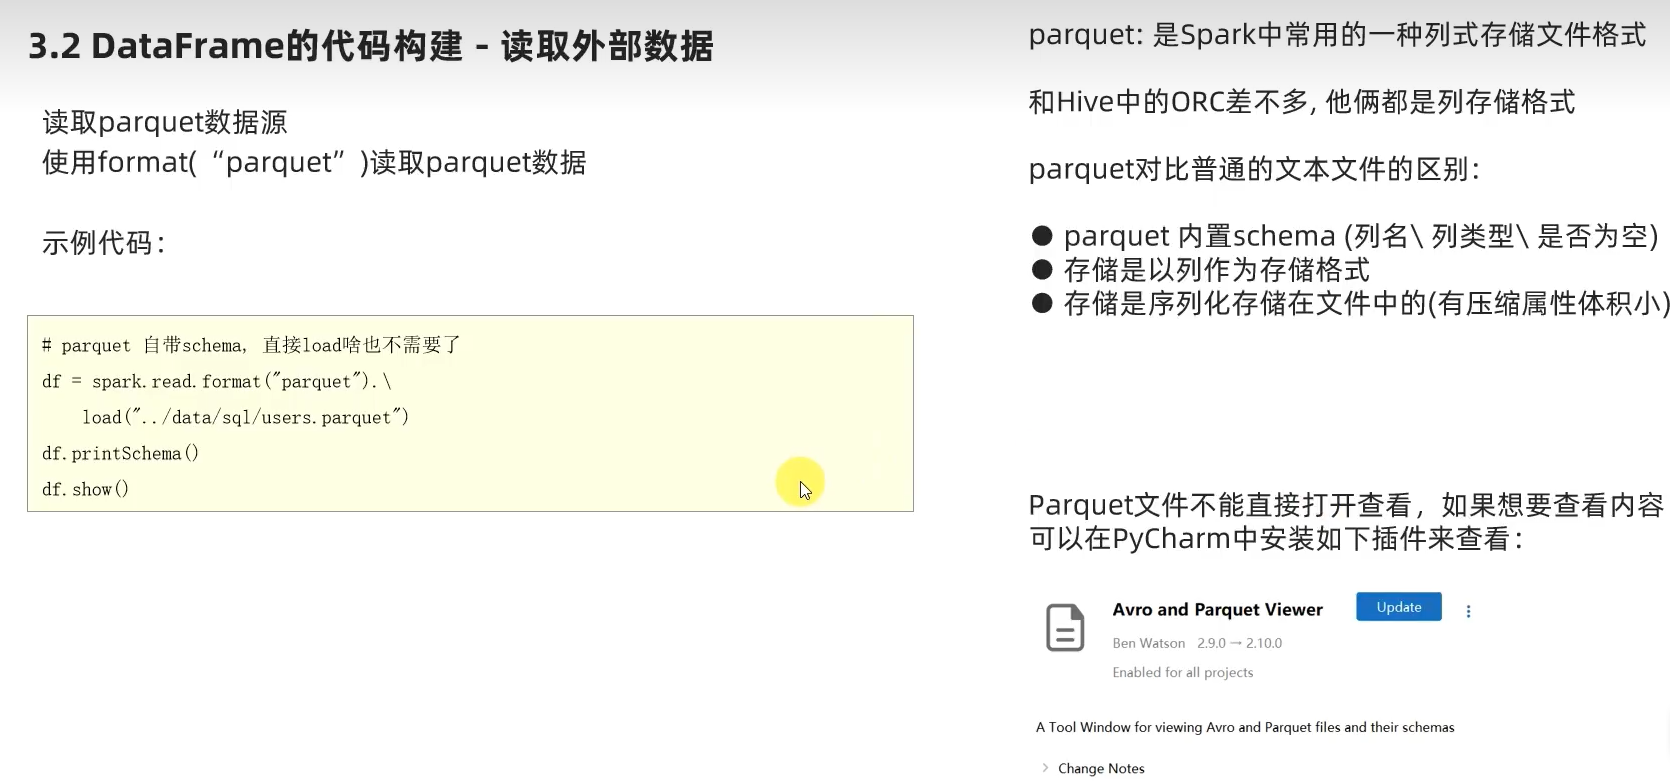 3.2 DataFrame的代码构建 - 读取外部数据
读取parquet数据源
使用format(“parquet”)读取parquet数据
示例代码：
# parquet 自带schema, 直接load啥也不需要了
df = spark.read.format("parquet").\
    load("../data/sql/users.parquet")
df.printSchema()
df.show()
parquet: 是Spark中常用的一种列式存储文件格式
和Hive中的ORC差不多, 他俩都是列存储格式
parquet对比普通的文本文件的区别：
● parquet 内置schema (列名\ 列类型\ 是否为空)
● 存储是以列作为存储格式
● 存储是序列化存储在文件中的(有压缩属性体积小)
Parquet文件不能直接打开查看，如果想要查看内容
可以在PyCharm中安装如下插件来查看：
Avro and Parquet Viewer
Update
Ben Watson 2.9.0 → 2.10.0
Enabled for all projects
A Tool Window for viewing Avro and Parquet files and their schemas
Change Notes